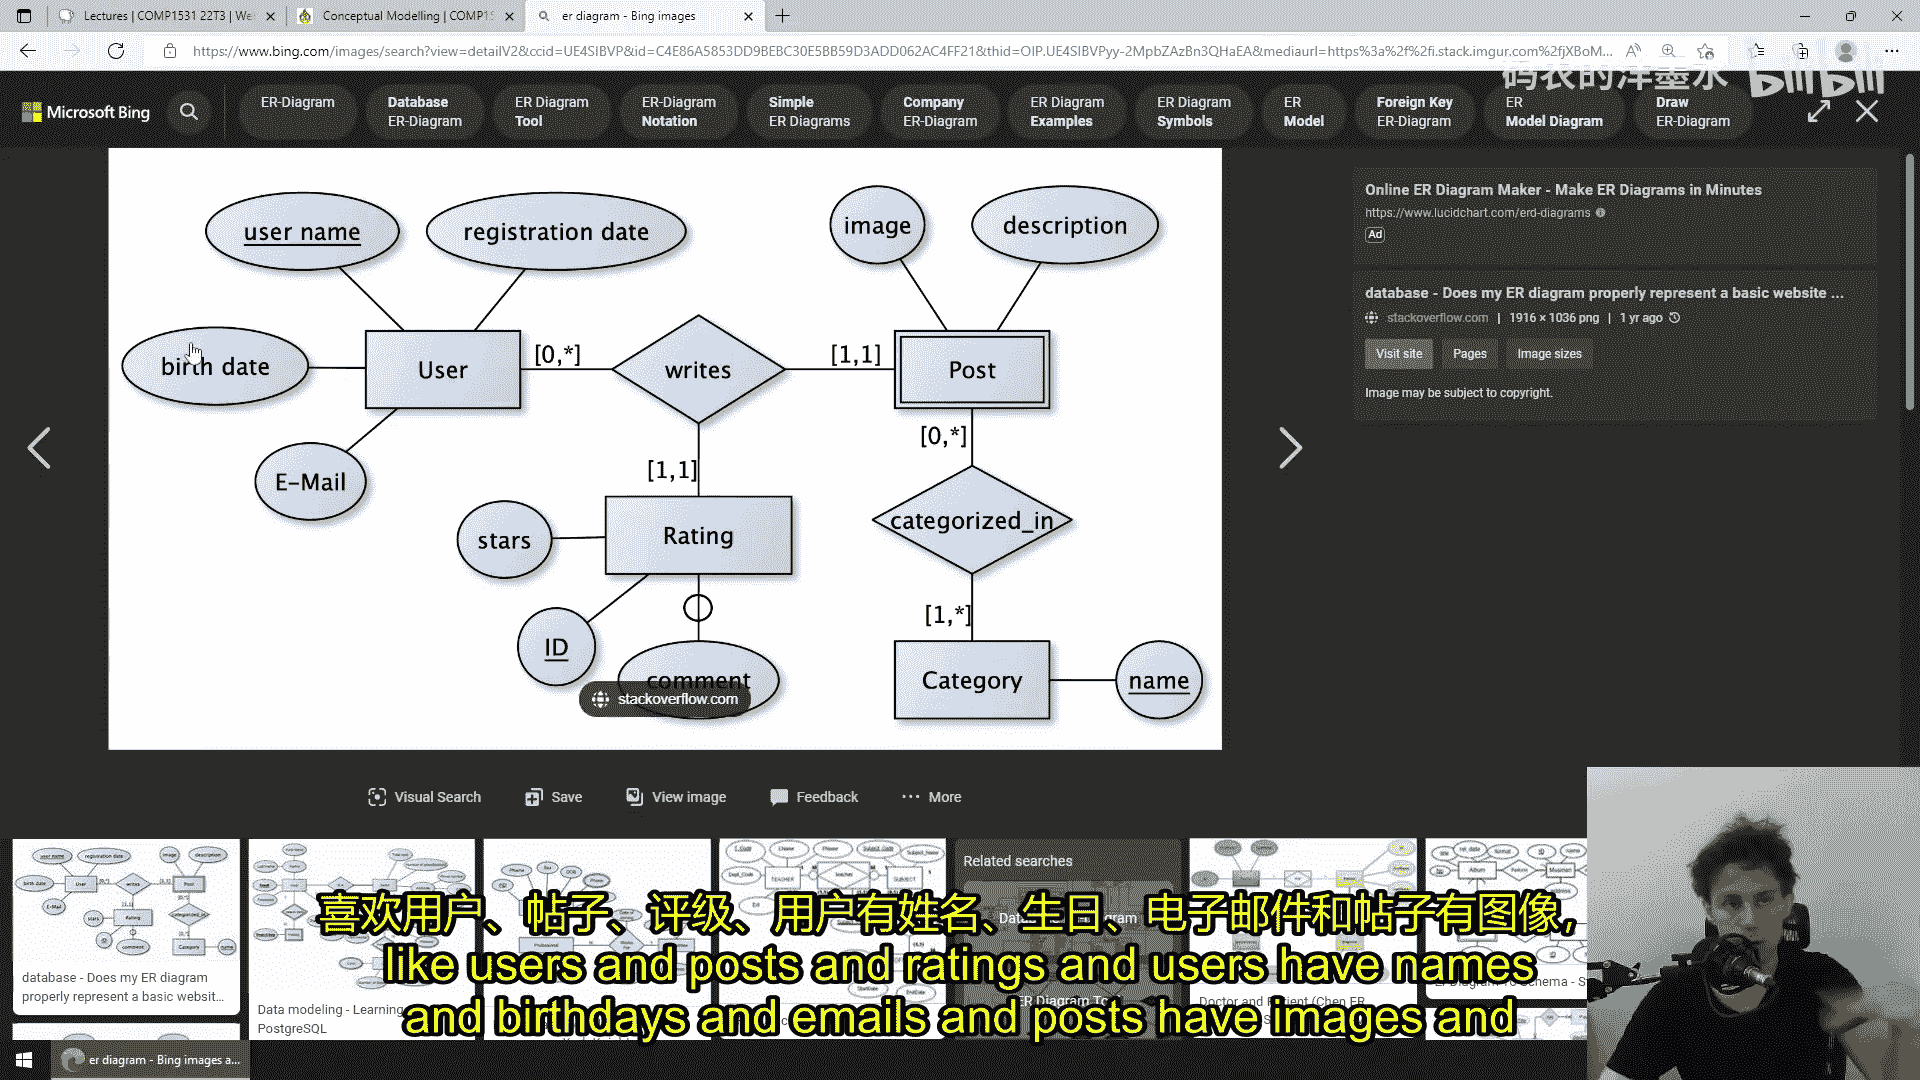 Lectures | COMP1531 22T3 | We
Conceptual Modelling | COMP15
er diagram - Bing images
https://www.bing.com/images/search?view=detailV2&ccid=UE4SIBVP&id=C4E86A5853DD9BEBC30E5BB59D3ADD062AC4FF21&thid=OIP.UE4SIBVPyy-2MpbZAzBn3QHaEA&mediaurl=https%3a%2f%2fi.stack.imgur.com%2fjXBoM...
码农的洋墨水 bilibili
Microsoft Bing
ER-Diagram
Database
ER-Diagram
ER Diagram
Tool
ER-Diagram
Notation
Simple
ER Diagrams
Company
ER-Diagram
ER Diagram
Examples
ER Diagram
Symbols
ER
Model
Foreign Key
ER-Diagram
ER
Model Diagram
Draw
ER-Diagram
user name
registration date
image
description
birth date
User
[0,*]
writes
[1,1]
Post
E-Mail
[1,1]
[0,*]
stars
Rating
categorized_in
ID
comment
[1,*]
Category
name
stackoverflow.com
Online ER Diagram Maker - Make ER Diagrams in Minutes
https://www.lucidchart.com/erd-diagrams
Ad
database - Does my ER diagram properly represent a basic website ...
stackoverflow.com | 1916 × 1036 png | 1 yr ago
Visit site
Pages
Image sizes
Image may be subject to copyright.
Visual Search
Save
View image
Feedback
More
Related searches
database - Does my ER diagram
properly represent a basic websit...
Data modeling - Learning
PostgreSQL
喜欢用户、帖子、评级、用户有姓名、生日、电子邮件和帖子有图像，
like users and posts and ratings and users have names
and birthdays and emails and posts have images and
er diagram - Bing images a...